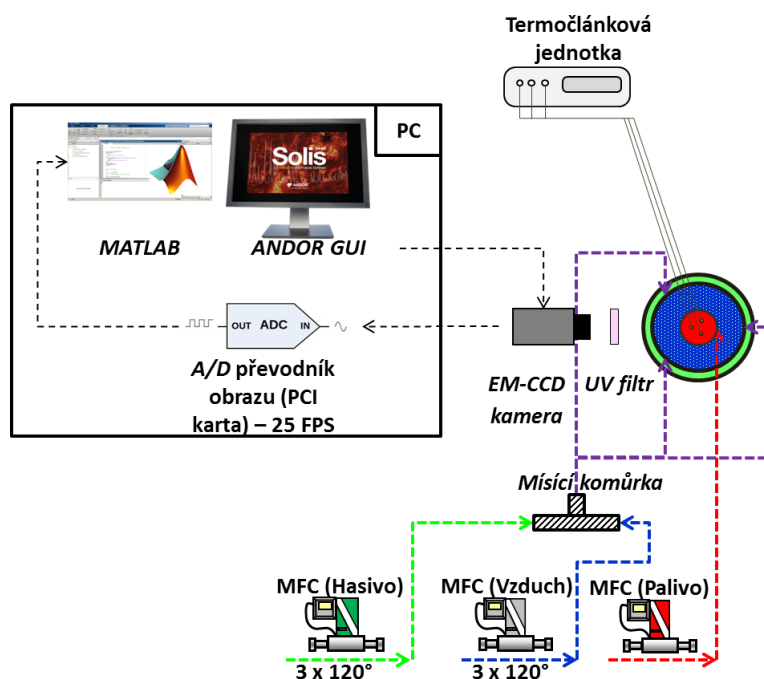 Termočlánková
jednotka
PC
Solis
ANDOR
MATLAB
ANDOR GUI
OUT ADC IN
A/D převodník
obrazu (PCI
karta) – 25 FPS
EM-CCD
kamera
UV filtr
Mísící komůrka
MFC (Hasivo)
MFC (Vzduch)
MFC (Palivo)
3 x 120°
3 x 120°